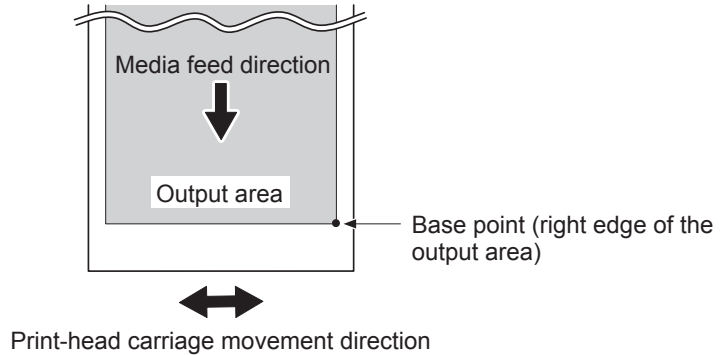 Media feed direction
Output area
Base point (right edge of the
output area)
Print-head carriage movement direction